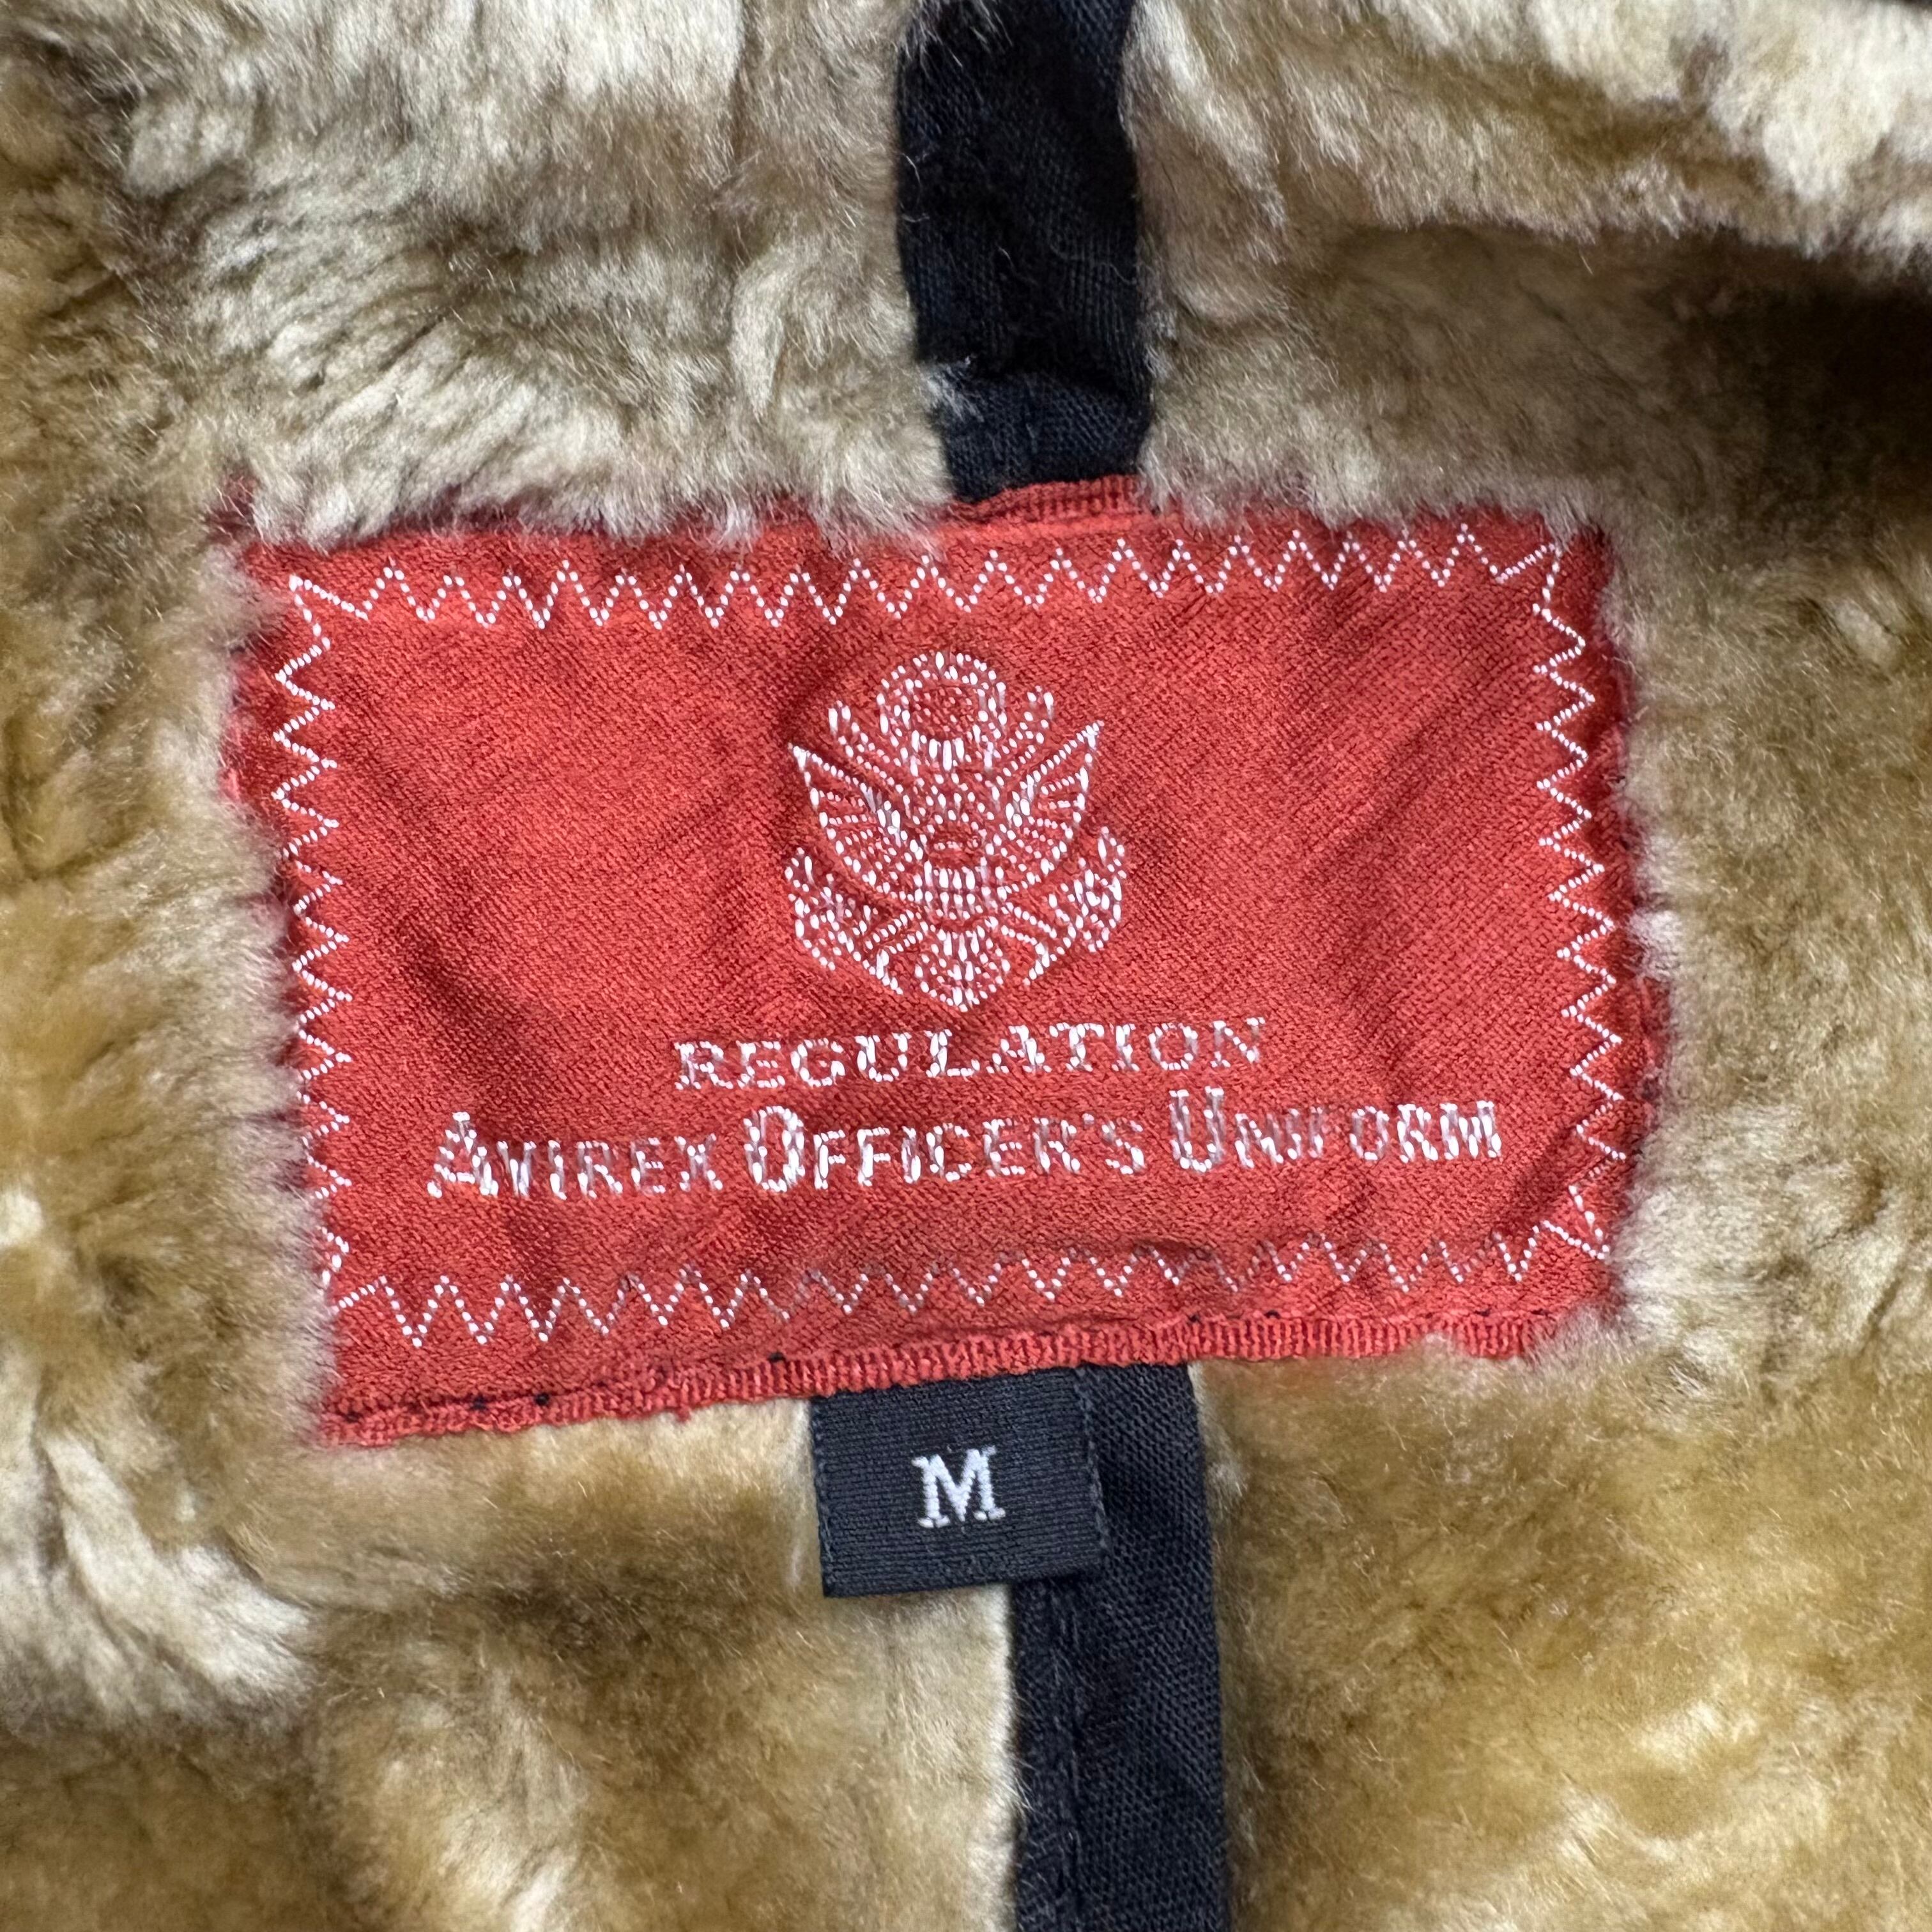 REGULATION
AVIREX OFFICER'S UNIFORM
M